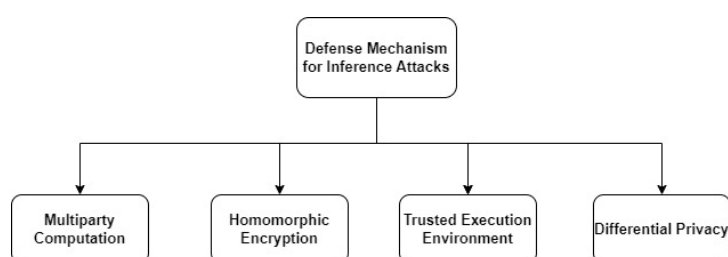 Defense Mechanism
for Inference Attacks
Multiparty
Computation
Homomorphic
Encryption
Trusted Execution
Environment
Differential Privacy